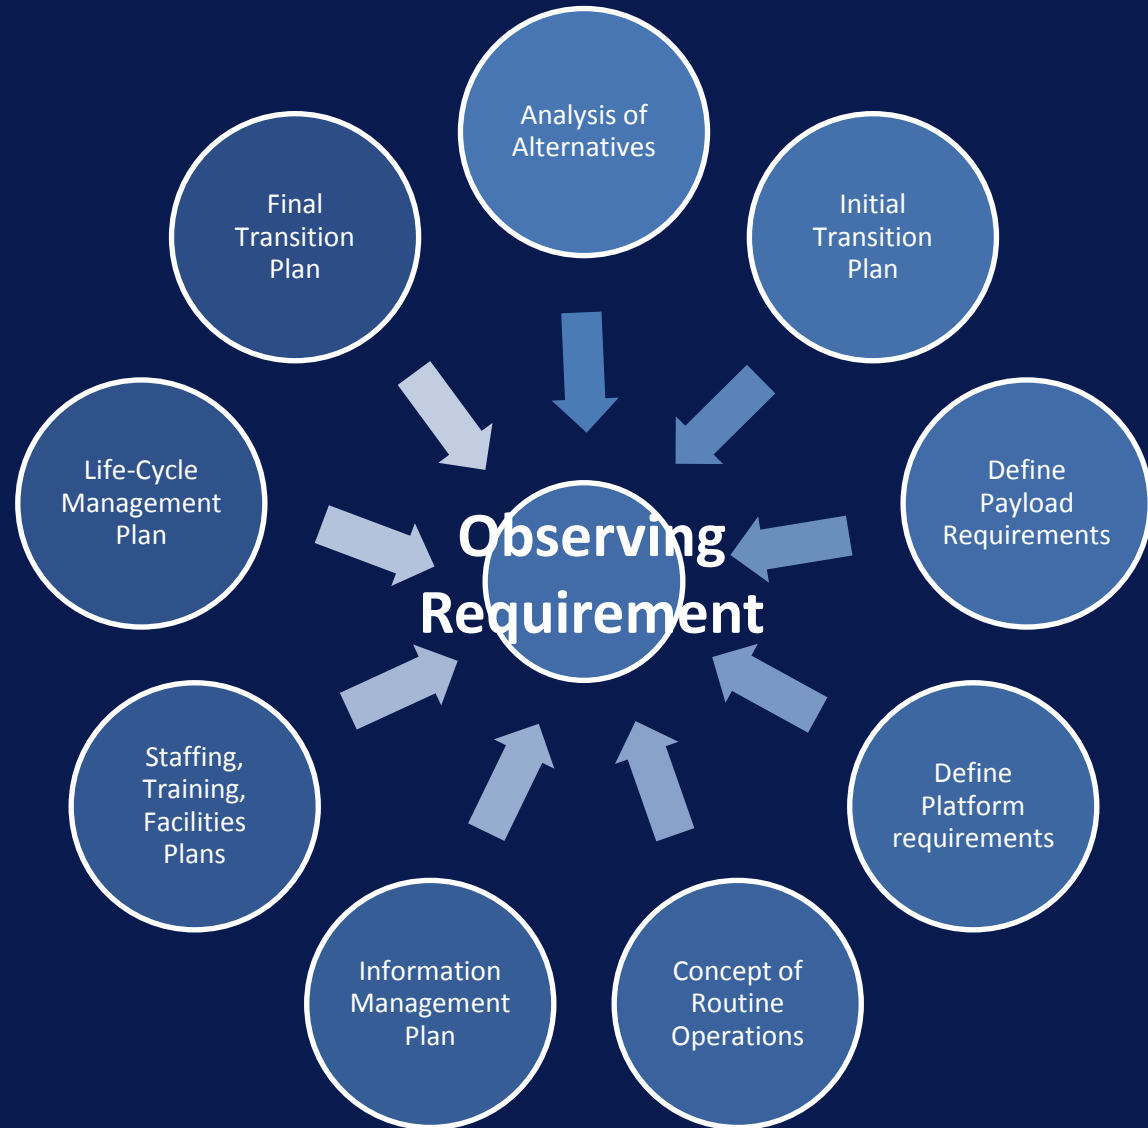 Analysis of
Alternatives
Initial
Transition
Plan
Define
Payload
Requirements
Define
Platform
requirements
Concept of
Routine
Operations
Information
Management
Plan
Staffing,
Training,
Facilities
Plans
Life-Cycle
Management
Plan
Final
Transition
Plan
Observing
Requirement